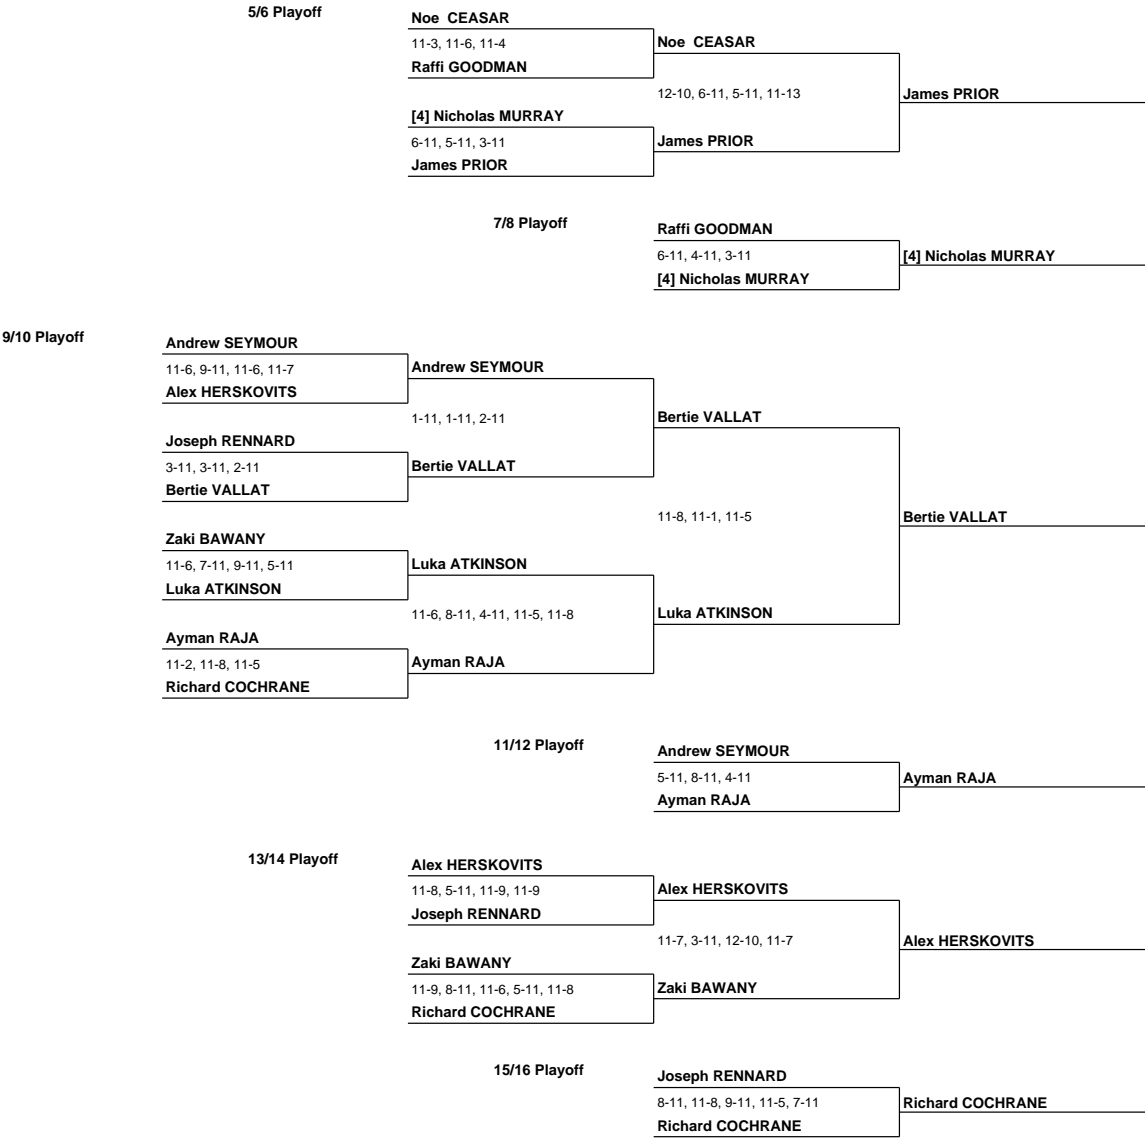 5/6 Playoff
Noe  CEASAR
11-3, 11-6, 11-4
Noe  CEASAR
Raffi GOODMAN
12-10, 6-11, 5-11, 11-13
James PRIOR
[4] Nicholas MURRAY
6-11, 5-11, 3-11
James PRIOR
James PRIOR
7/8 Playoff
Raffi GOODMAN
6-11, 4-11, 3-11
[4] Nicholas MURRAY
[4] Nicholas MURRAY
9/10 Playoff
Andrew SEYMOUR
11-6, 9-11, 11-6, 11-7
Andrew SEYMOUR
Alex HERSKOVITS
1-11, 1-11, 2-11
Bertie VALLAT
Joseph RENNARD
3-11, 3-11, 2-11
Bertie VALLAT
Bertie VALLAT
11-8, 11-1, 11-5
Bertie VALLAT
Zaki BAWANY
11-6, 7-11, 9-11, 5-11
Luka ATKINSON
Luka ATKINSON
11-6, 8-11, 4-11, 11-5, 11-8
Luka ATKINSON
Ayman RAJA
11-2, 11-8, 11-5
Ayman RAJA
Richard COCHRANE
11/12 Playoff
Andrew SEYMOUR
5-11, 8-11, 4-11
Ayman RAJA
Ayman RAJA
13/14 Playoff
Alex HERSKOVITS
11-8, 5-11, 11-9, 11-9
Alex HERSKOVITS
Joseph RENNARD
11-7, 3-11, 12-10, 11-7
Alex HERSKOVITS
Zaki BAWANY
11-9, 8-11, 11-6, 5-11, 11-8
Zaki BAWANY
Richard COCHRANE
15/16 Playoff
Joseph RENNARD
8-11, 11-8, 9-11, 11-5, 7-11
Richard COCHRANE
Richard COCHRANE